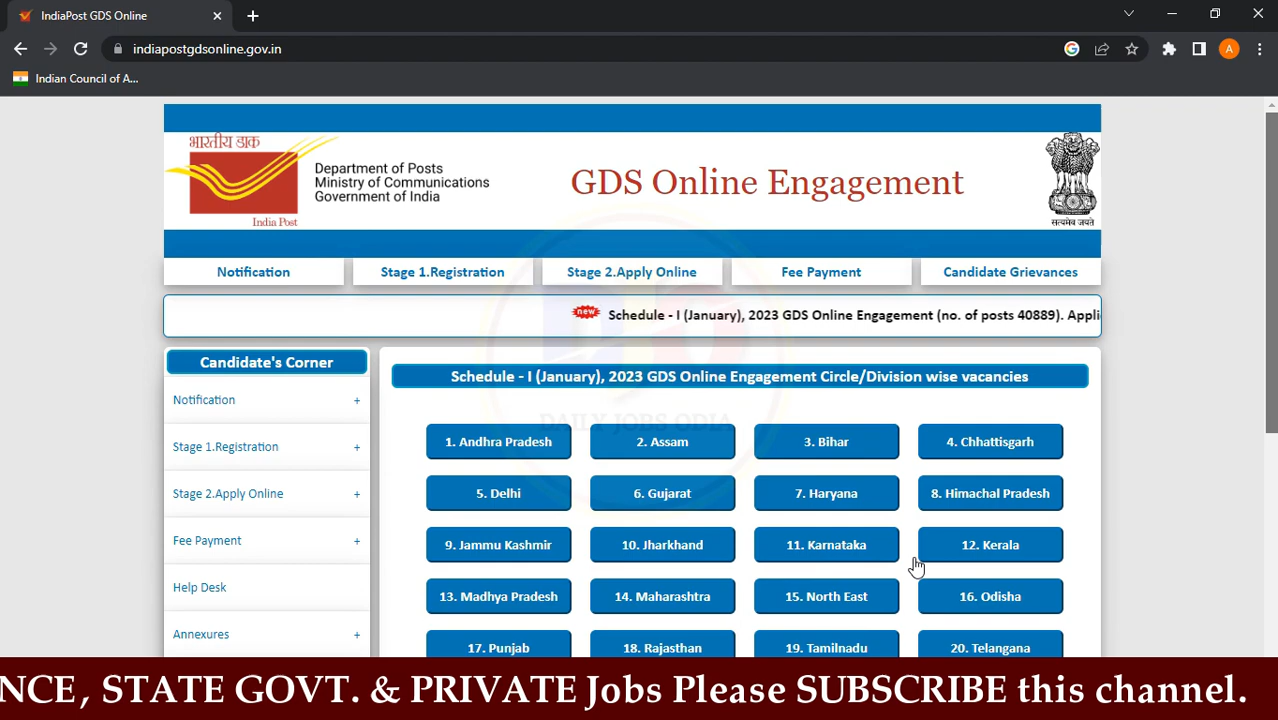 IndiaPost GDS Online
indiapostgdsonline.gov.in
Indian Council of A...
भारतीय डाक
India Post
Department of Posts
Ministry of Communications
Government of India
GDS Online Engagement
सत्यमेव जयते
Notification
Stage 1.Registration
Stage 2.Apply Online
Fee Payment
Candidate Grievances
new
Schedule - I (January), 2023 GDS Online Engagement (no. of posts 40889). Appli
Candidate's Corner
Notification +
Stage 1.Registration +
Stage 2.Apply Online +
Fee Payment +
Help Desk
Annexures +
Schedule - I (January), 2023 GDS Online Engagement Circle/Division wise vacancies
DAILY JOBS ODIA
1. Andhra Pradesh
2. Assam
3. Bihar
4. Chhattisgarh
5. Delhi
6. Gujarat
7. Haryana
8. Himachal Pradesh
9. Jammu Kashmir
10. Jharkhand
11. Karnataka
12. Kerala
13. Madhya Pradesh
14. Maharashtra
15. North East
16. Odisha
17. Punjab
18. Rajasthan
19. Tamilnadu
20. Telangana
NCE, STATE GOVT. & PRIVATE Jobs Please SUBSCRIBE this channel.
A